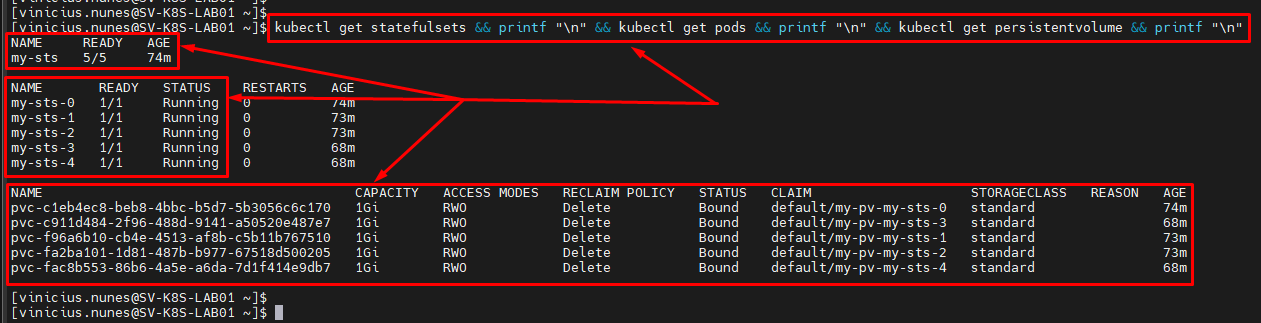 [vinicius.nunes@SV-K8S-LAB01 ~]$
[vinicius.nunes@SV-K8S-LAB01 ~]$ kubectl get statefulsets && printf "\n" && kubectl get pods && printf "\n" && kubectl get persistentvolume && printf "\n"
NAME READY AGE
my-sts 5/5 74m
NAME READY STATUS RESTARTS AGE
my-sts-0 1/1 Running 0 74m
my-sts-1 1/1 Running 0 73m
my-sts-2 1/1 Running 0 73m
my-sts-3 1/1 Running 0 68m
my-sts-4 1/1 Running 0 68m
NAME CAPACITY ACCESS MODES RECLAIM POLICY STATUS CLAIM STORAGECLASS REASON AGE
pvc-c1eb4ec8-beb8-4bbc-b5d7-5b3056c6c170 1Gi RWO Delete Bound default/my-pv-my-sts-0 standard 74m
pvc-c911d484-2f96-488d-9141-a50520e487e7 1Gi RWO Delete Bound default/my-pv-my-sts-3 standard 68m
pvc-f96a6b10-cb4e-4513-af8b-c5b11b767510 1Gi RWO Delete Bound default/my-pv-my-sts-1 standard 73m
pvc-fa2ba101-1d81-487b-b977-67518d500205 1Gi RWO Delete Bound default/my-pv-my-sts-2 standard 73m
pvc-fac8b553-86b6-4a5e-a6da-7d1f414e9db7 1Gi RWO Delete Bound default/my-pv-my-sts-4 standard 68m
[vinicius.nunes@SV-K8S-LAB01 ~]$
[vinicius.nunes@SV-K8S-LAB01 ~]$